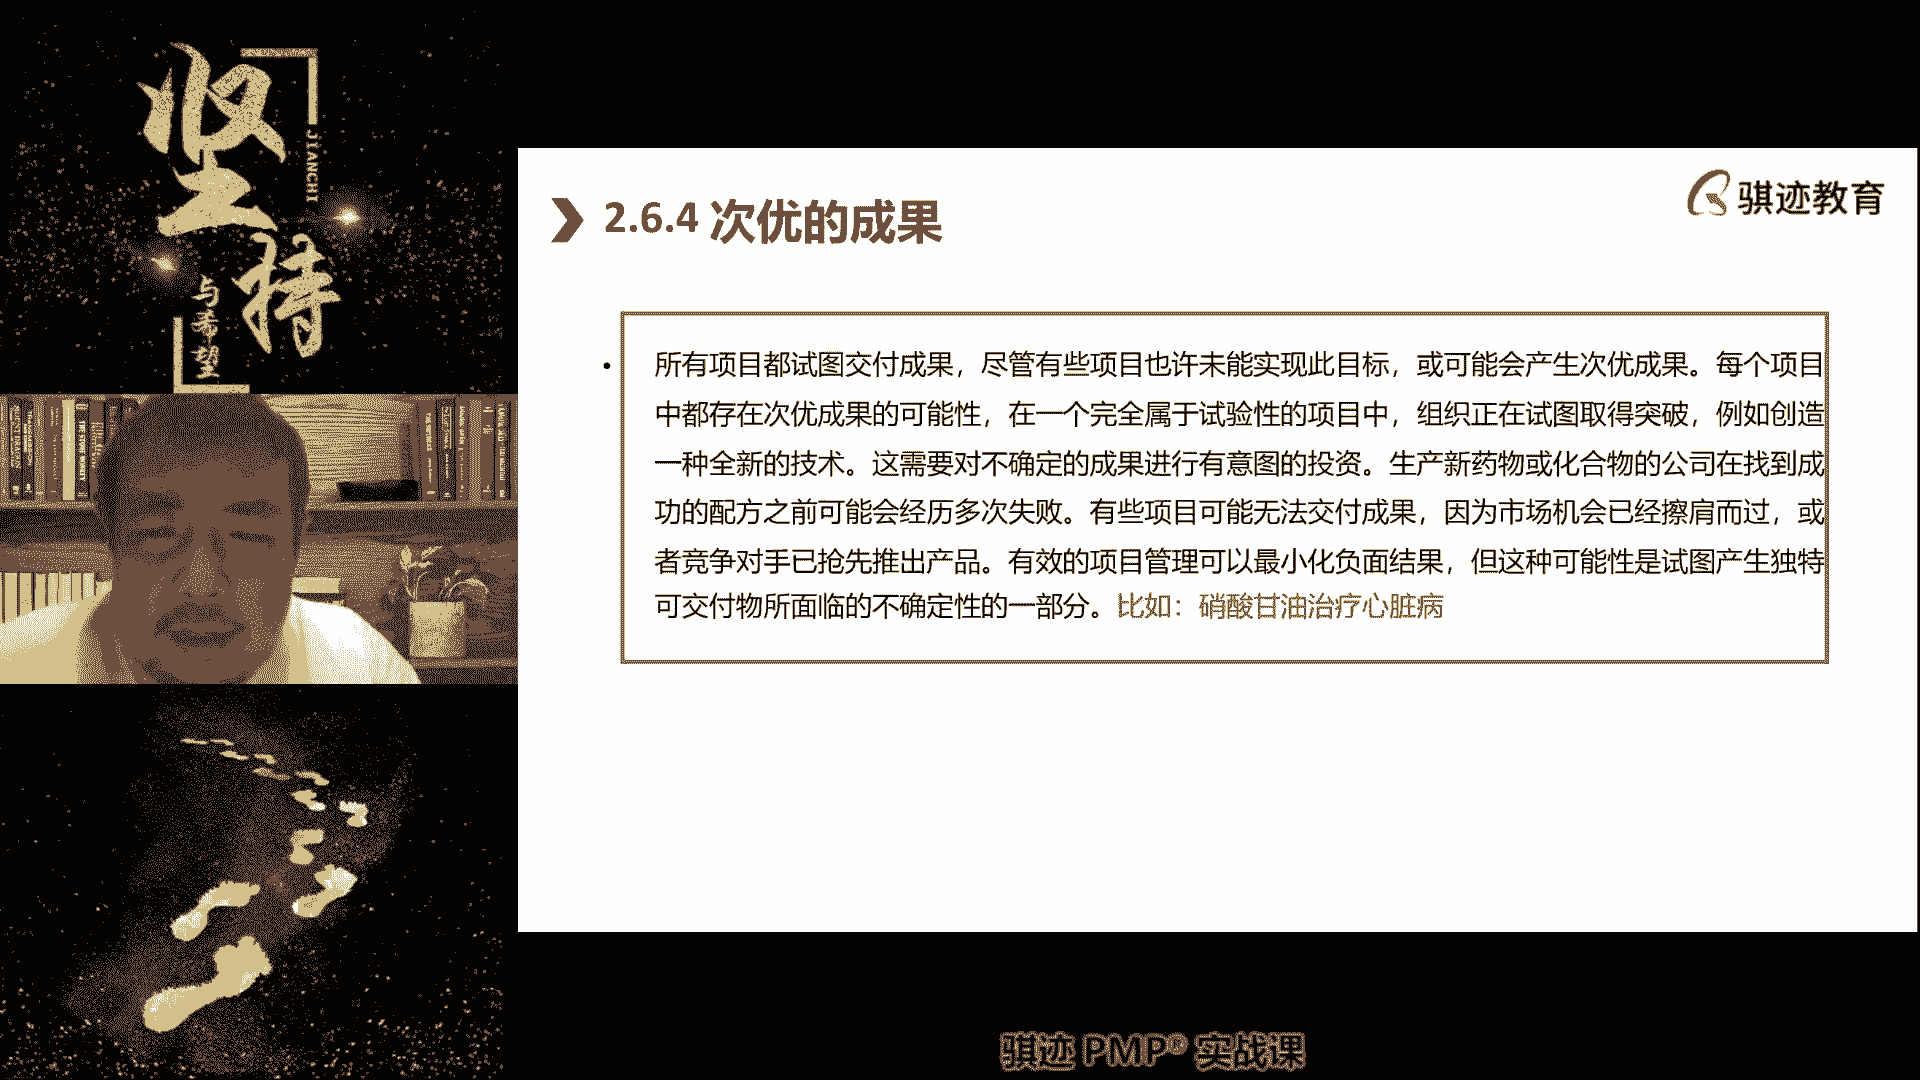 坚持
JIANCHI
与希望
骐迹教育
2.6.4 次优的成果
• 所有项目都试图交付成果，尽管有些项目也许未能实现此目标，或可能会产生次优成果。每个项目
中都存在次优成果的可能性，在一个完全属于试验性的项目中，组织正在试图取得突破，例如创造
一种全新的技术。这需要对不确定的成果进行有意图的投资。生产新药物或化合物的公司在找到成
功的配方之前可能会经历多次失败。有些项目可能无法交付成果，因为市场机会已经擦肩而过，或
者竞争对手已抢先推出产品。有效的项目管理可以最小化负面结果，但这种可能性是试图产生独特
可交付物所面临的不确定性的一部分。比如：硝酸甘油治疗心脏病
骐迹 PMP® 实战课